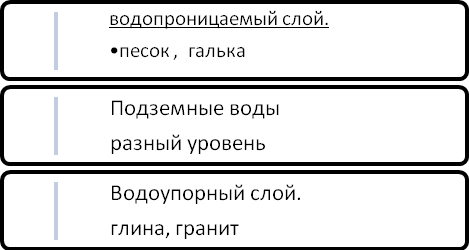 водопроницаемый слой.
•песок , галька
Подземные воды
разный уровень
Водоупорный слой.
глина, гранит